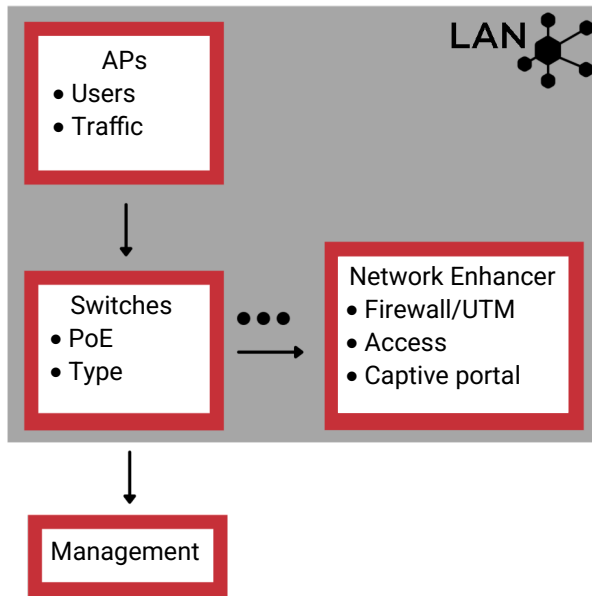 LAN
APs
• Users
• Traffic
Switches
• PoE
• Type
•••
Network Enhancer
• Firewall/UTM
• Access
• Captive portal
Management